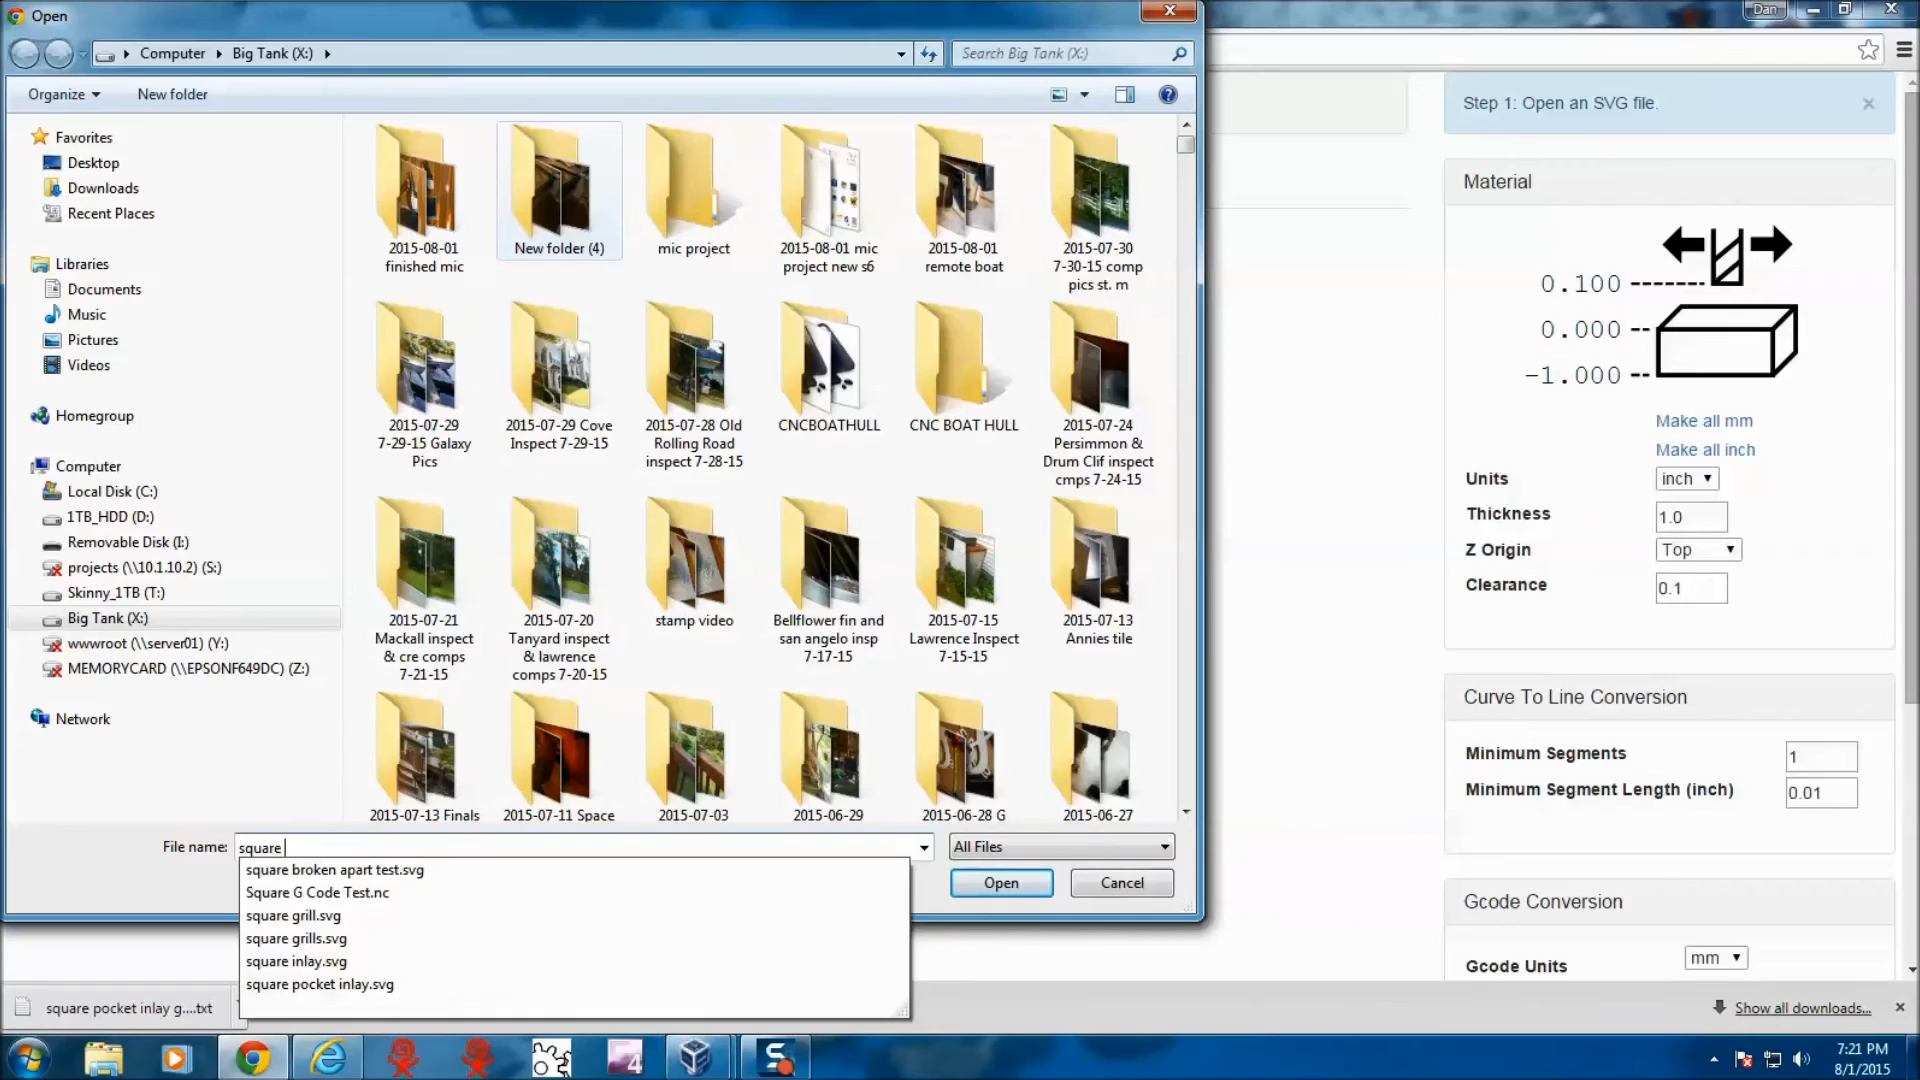 Open
Dan
Computer
Big Tank (X:)
Search Big Tank (X:)
Organize
New folder
Favorites
Desktop
Downloads
Recent Places
Libraries
Documents
Music
Pictures
Videos
Homegroup
Computer
Local Disk (C:)
1TB_HDD (D:)
Removable Disk (I:)
projects (\\10.1.10.2) (S:)
Skinny_1TB (T:)
Big Tank (X:)
wwwroot (\\server01) (Y:)
MEMORYCARD (\\EPSONF649DC) (Z:)
Network
2015-08-01
finished mic
New folder (4)
mic project
2015-08-01 mic
project new s6
2015-08-01
remote boat
2015-07-30
7-30-15 comp
pics st. m
2015-07-29
7-29-15 Galaxy
Pics
2015-07-29 Cove
Inspect 7-29-15
2015-07-28 Old
Rolling Road
inspect 7-28-15
CNCBOATHULL
CNC BOAT HULL
2015-07-24
Persimmon &
Drum Clif inspect
cmps 7-24-15
2015-07-21
Mackall inspect
& cre comps
7-21-15
2015-07-20
Tanyard inspect
& lawrence
comps 7-20-15
stamp video
Bellflower fin and
san angelo insp
7-17-15
2015-07-15
Lawrence Inspect
7-15-15
2015-07-13
Annies tile
2015-07-13 Finals
2015-07-11 Space
2015-07-03
2015-06-29
2015-06-28 G
2015-06-27
File name:
square
All Files
square broken apart test.svg
Square G Code Test.nc
square grill.svg
square grills.svg
square inlay.svg
square pocket inlay.svg
Open
Cancel
Step 1: Open an SVG file.
×
Material
0.100
0.000
-1.000
Make all mm
Make all inch
Units
inch
Thickness
1.0
Z Origin
Top
Clearance
0.1
Curve To Line Conversion
Minimum Segments
1
Minimum Segment Length (inch)
0.01
Gcode Conversion
Gcode Units
mm
square pocket inlay g....txt
Show all downloads...
4
S
7:21 PM
8/1/2015